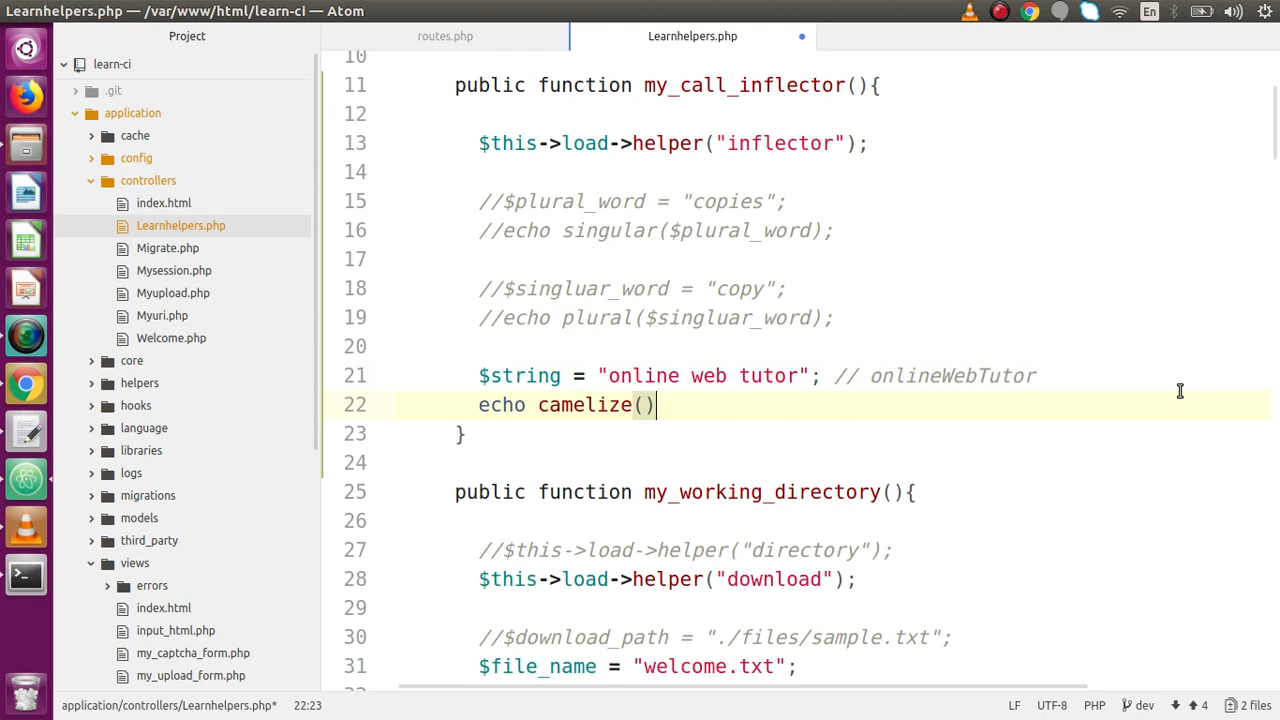 Learnhelpers.php — /var/www/html/learn-ci — Atom
En
Project
routes.php
Learnhelpers.php
learn-ci
.git
application
cache
config
controllers
index.html
Learnhelpers.php
Migrate.php
Mysession.php
Myupload.php
Myuri.php
Welcome.php
core
helpers
hooks
language
libraries
logs
migrations
models
third_party
views
errors
index.html
input_html.php
my_captcha_form.php
my_upload_form.php
10
11 public function my_call_inflector(){
12
13 $this->load->helper("inflector");
14
15 //$plural_word = "copies";
16 //echo singular($plural_word);
17
18 //$singluar_word = "copy";
19 //echo plural($singluar_word);
20
21 $string = "online web tutor"; // onlineWebTutor
22 echo camelize()
23 }
24
25 public function my_working_directory(){
26
27 //$this->load->helper("directory");
28 $this->load->helper("download");
29
30 //$download_path = "./files/sample.txt";
31 $file_name = "welcome.txt";
application/controllers/Learnhelpers.php* 22:23 LF UTF-8 PHP dev 4 2 files